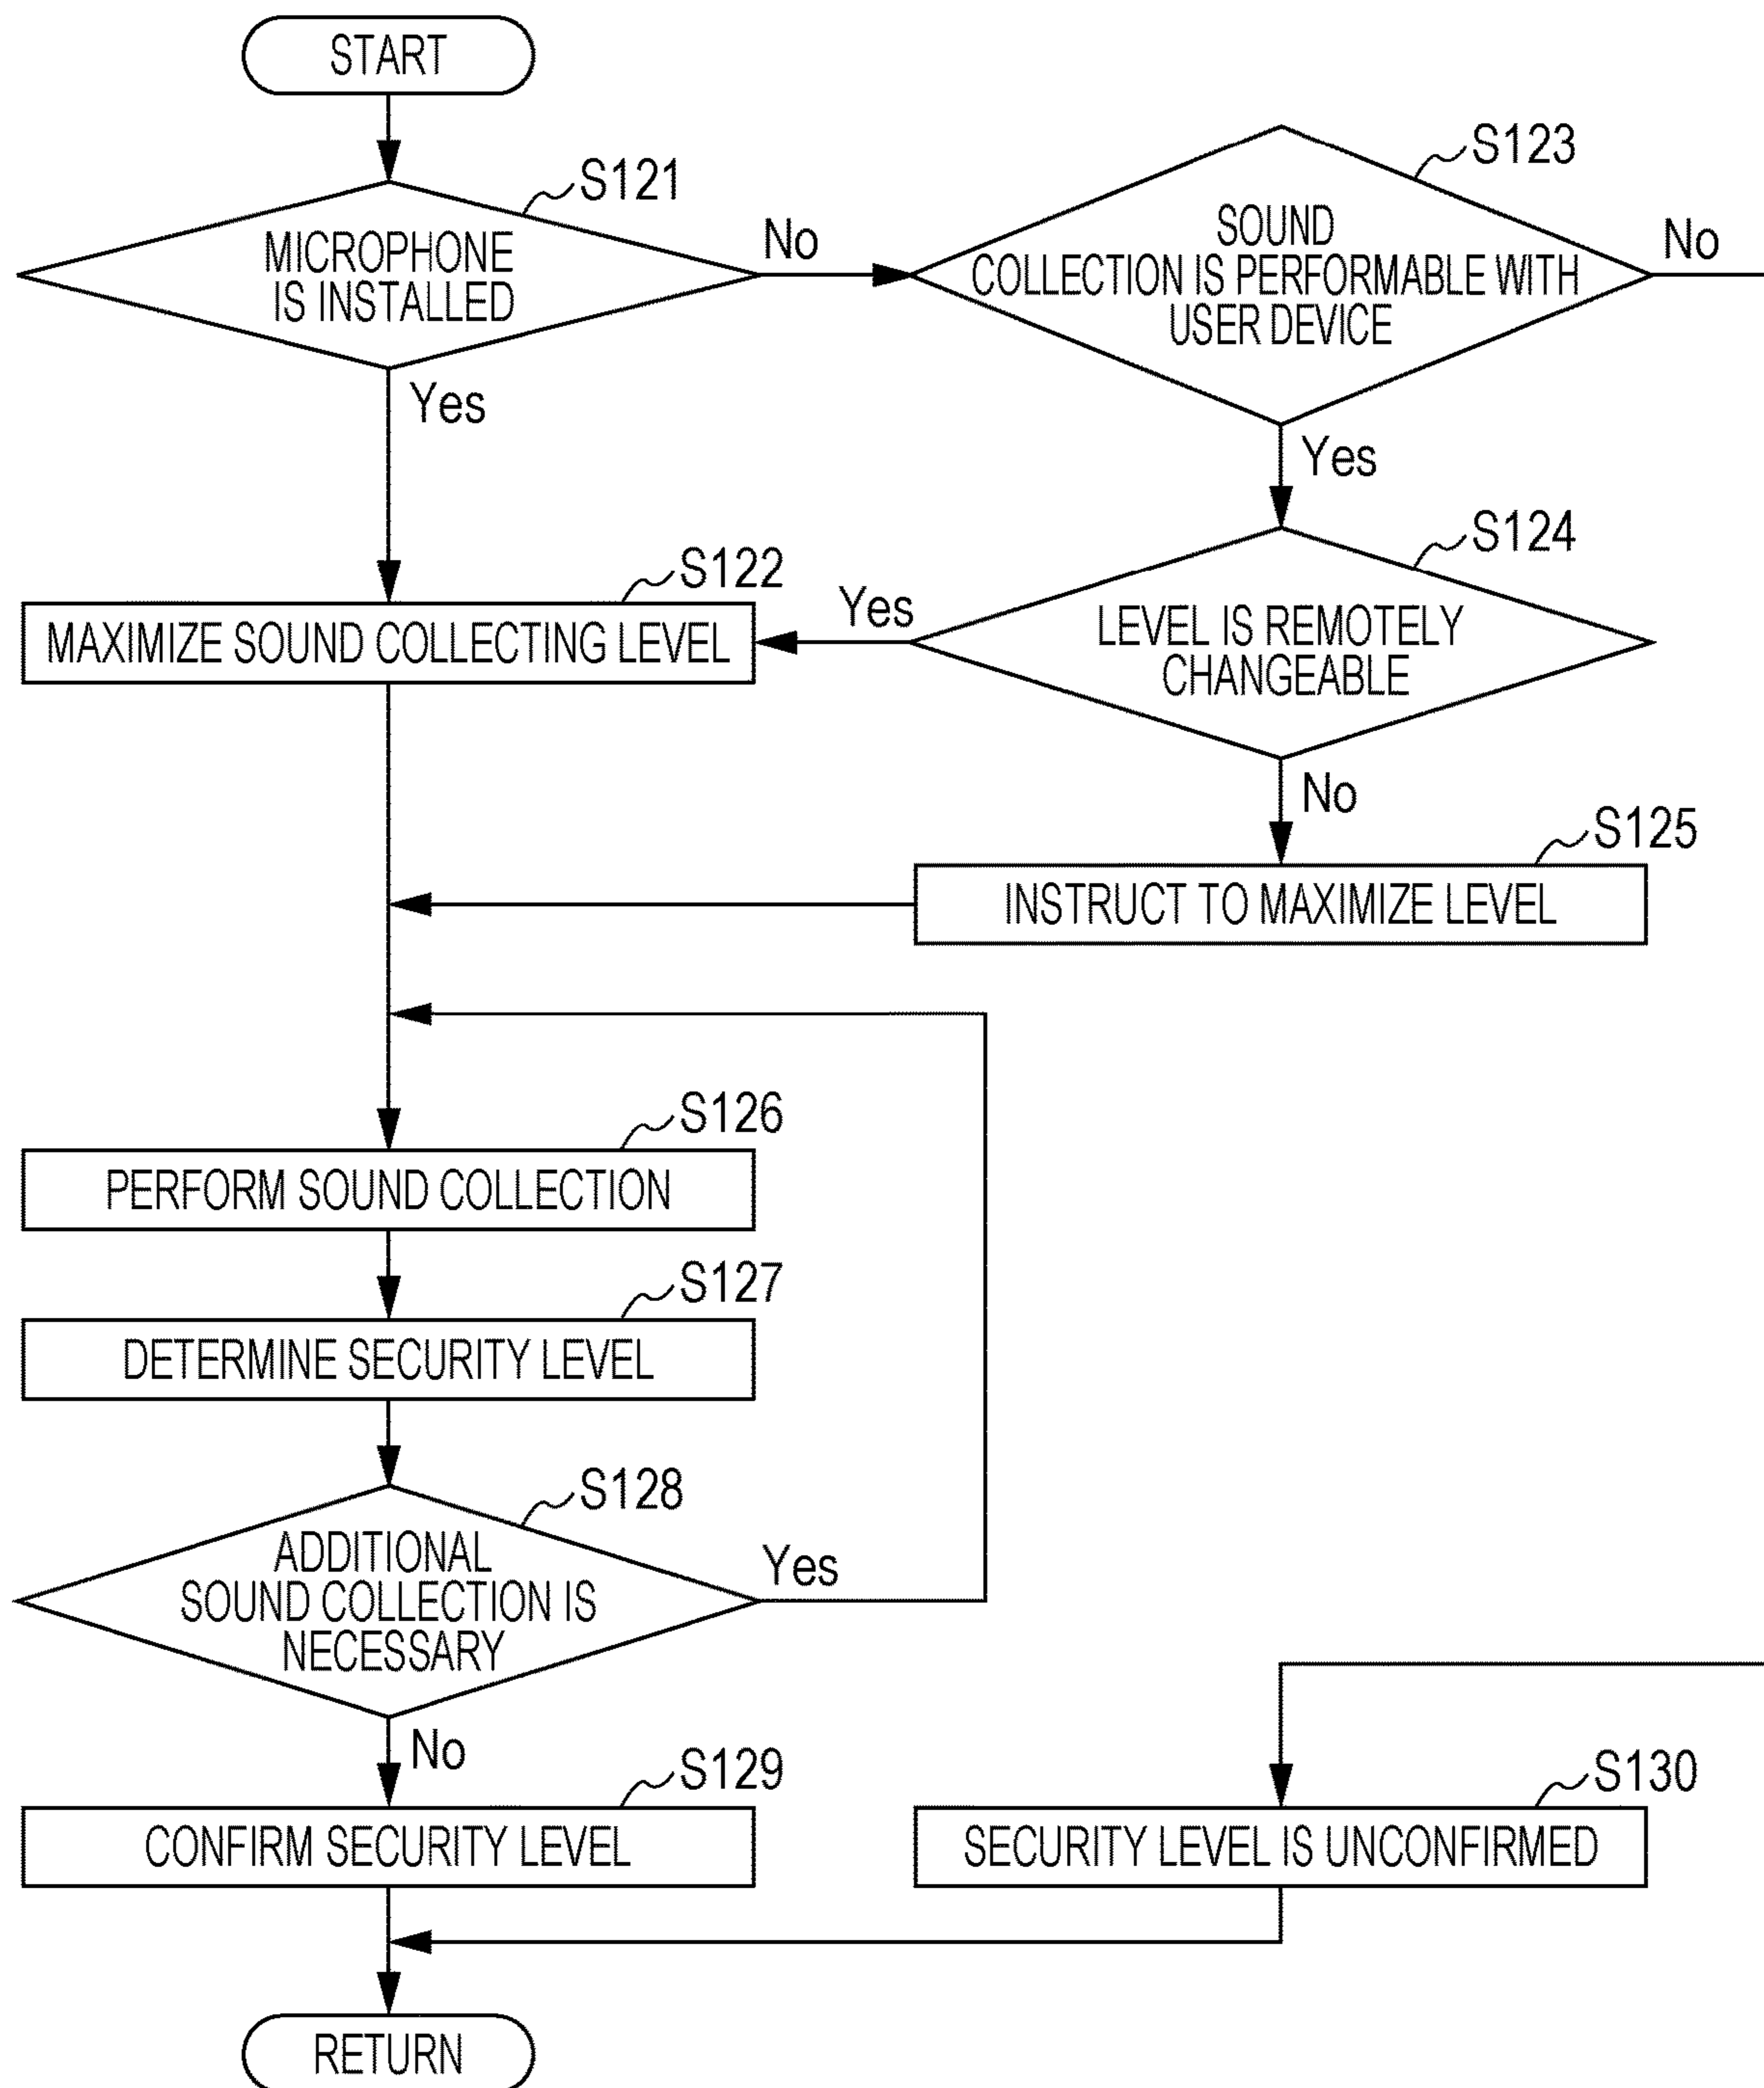 START
S121
MICROPHONE
IS INSTALLED
No
Yes
S123
SOUND
COLLECTION IS PERFORMABLE WITH
USER DEVICE
No
Yes
S122
MAXIMIZE SOUND COLLECTING LEVEL
S124
LEVEL IS REMOTELY
CHANGEABLE
Yes
No
S125
INSTRUCT TO MAXIMIZE LEVEL
S126
PERFORM SOUND COLLECTION
S127
DETERMINE SECURITY LEVEL
S128
ADDITIONAL
SOUND COLLECTION IS
NECESSARY
Yes
No
S129
CONFIRM SECURITY LEVEL
S130
SECURITY LEVEL IS UNCONFIRMED
RETURN